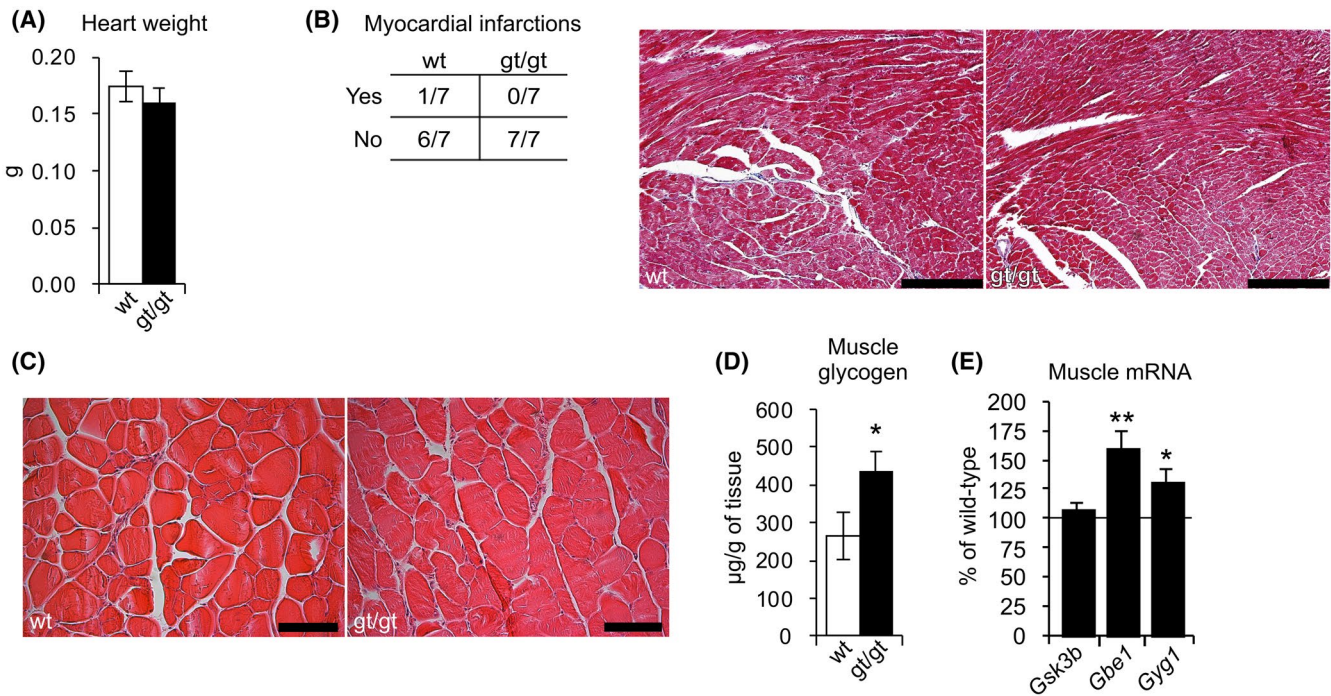 (A) Heart weight
g
0.20
0.15
0.10
0.05
0.00
wt
gt/gt
(B) Myocardial infarctions
wt gt/gt
Yes 1/7 0/7
No 6/7 7/7
wt
gt/gt
(C)
wt
gt/gt
(D) Muscle
glycogen
µg/g of tissue
600
500
400
300
200
100
0
*
wt
gt/gt
(E) Muscle mRNA
% of wild-type
200
175
150
125
100
75
50
25
0
**
*
Gsk3b
Gbe1
Gyg1